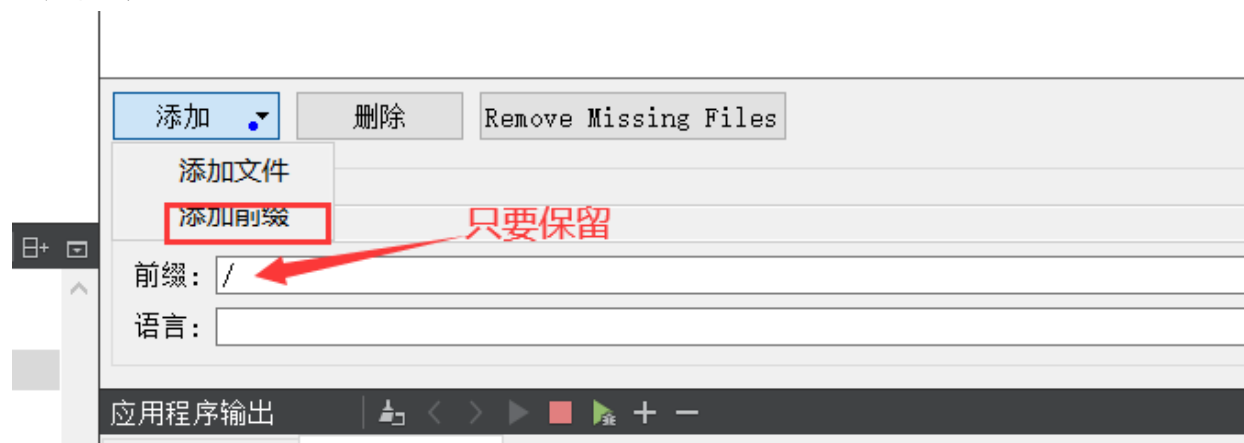 添加 删除 Remove Missing Files
添加文件
添加前缀
只要保留
前缀: /
语言:
应用程序输出